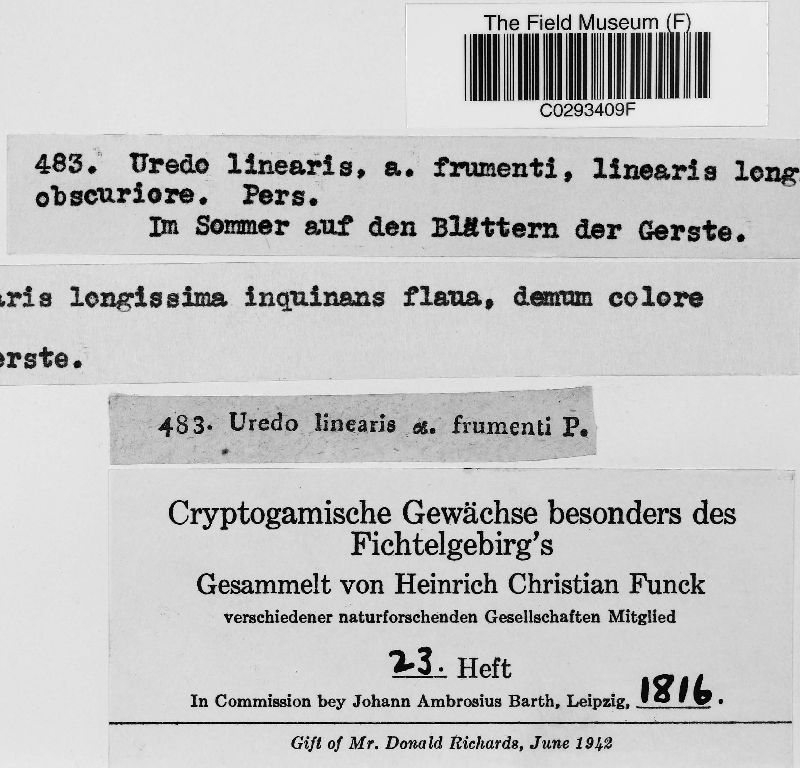 The Field Museum (F)
C0293409F
483. Uredo linearis, a. frumenti, linearis long
obscuriore. Pers.
Im Sommer auf den Blättern der Gerste.
aris longissima inquinans flaua, demum colore
erste.
483. Uredo linearis α. frumenti P.
Cryptogamische Gewächse besonders des
Fichtelgebirg's
Gesammelt von Heinrich Christian Funck
verschiedener naturforschenden Gesellschaften Mitglied
23. Heft
In Commission bey Johann Ambrosius Barth, Leipzig, 1816.
Gift of Mr. Donald Richards, June 1942